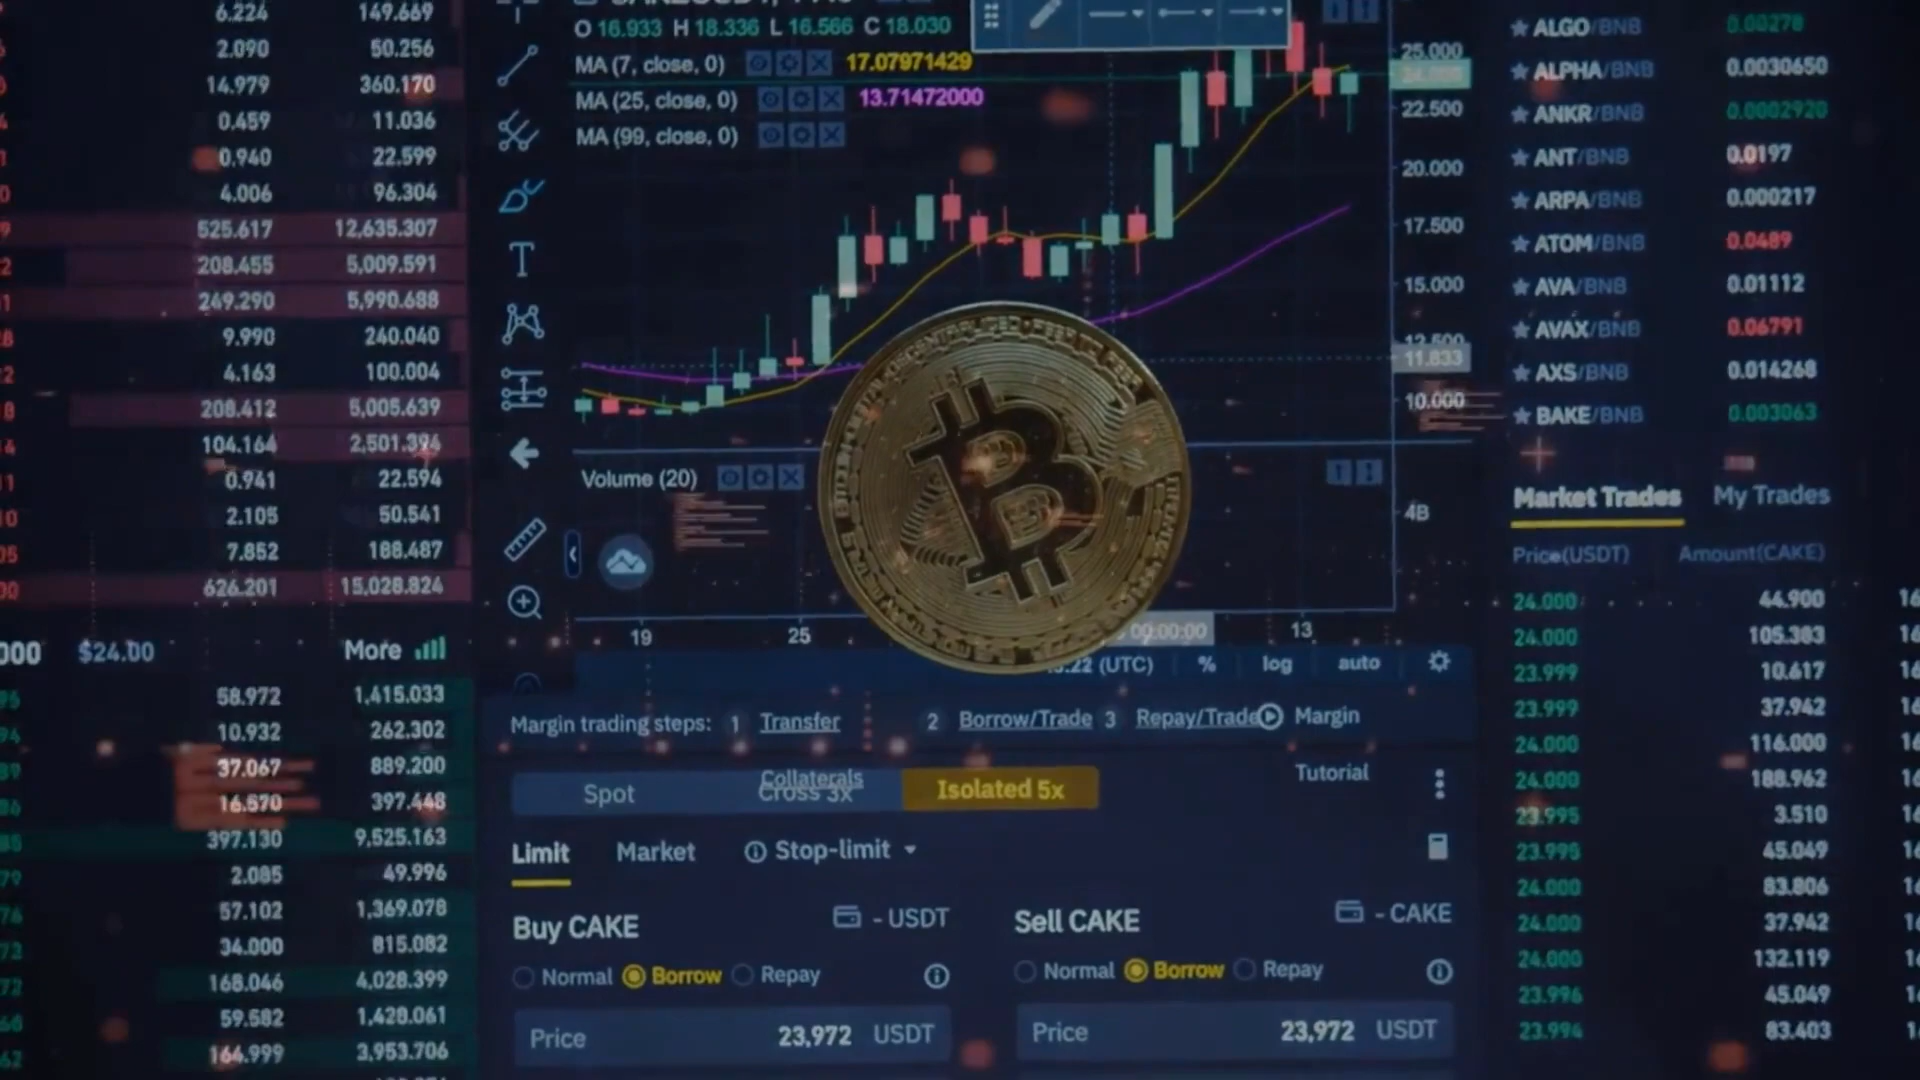 6.224 149.669
2.090 50.256
14.979 360.170
0.459 11.036
0.940 22.599
4.006 96.304
525.617 12,635.307
208.455 5,009.591
249.290 5,990.688
9.990 240.040
4.163 100.004
208.412 5,005.639
104.164 2,501.394
0.941 22.594
2.105 50.541
7.852 188.487
626.201 15,028.824
$24.00 More
58.972 1,415.033
10.932 262.302
37.067 889.200
16.570 397.448
397.130 9,525.163
2.085 49.996
57.102 1,369.078
34.000 815.082
168.046 4,028.399
59.582 1,428.061
164.999 3,953.706
O 16.933 H 18.336 L 16.566 C 18.030
MA (7, close, 0) 17.07971429
MA (25, close, 0) 13.71472000
MA (99, close, 0)
25.000
22.500
20.000
17.500
15.000
12.500
11.833
10.000
Volume (20)
4B
19 25 00:00:00 13
(UTC) % log auto
Margin trading steps: 1 Transfer 2 Borrow/Trade 3 Repay/Trade Margin
Collaterals Tutorial
Spot Cross 3x Isolated 5x
Limit Market Stop-limit
Buy CAKE - USDT Sell CAKE - CAKE
Normal Borrow Repay Normal Borrow Repay
Price 23,972 USDT Price 23,972 USDT
ALGO/BNB 0.00278
ALPHA/BNB 0.0030650
ANKR/BNB 0.0002920
ANT/BNB 0.0197
ARPA/BNB 0.000217
ATOM/BNB 0.0489
AVA/BNB 0.01112
AVAX/BNB 0.06791
AXS/BNB 0.014268
BAKE/BNB 0.003063
Market Trades My Trades
Price(USDT) Amount(CAKE)
24.000 44.900
24.000 105.383
23.999 10.617
23.999 37.942
24.000 116.000
24.000 188.962
23.995 3.510
23.995 45.049
24.000 83.806
24.000 37.942
24.000 132.119
23.996 45.049
23.994 83.403